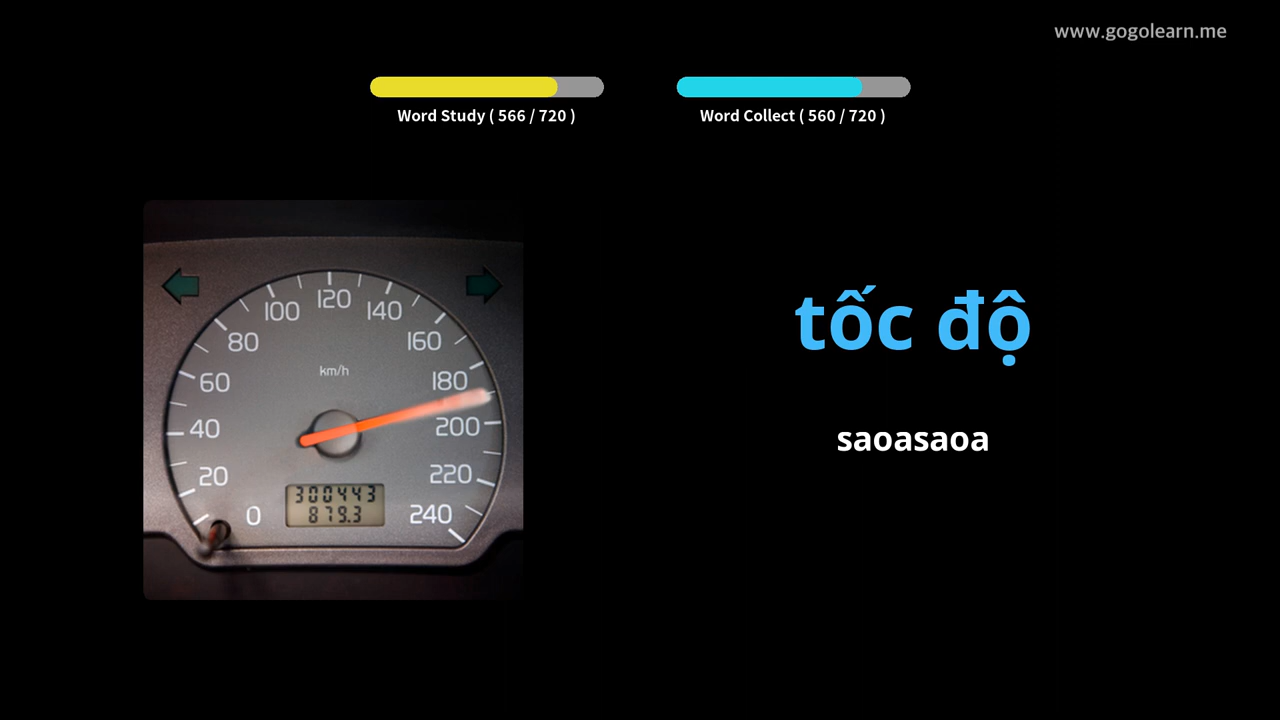 www.gogolearn.me
Word Study ( 566 / 720 )
Word Collect ( 560 / 720 )
tốc độ
saoasaoa
120
100
140
80
160
km/h
60
180
40
200
20
220
300443
0
240
879.3